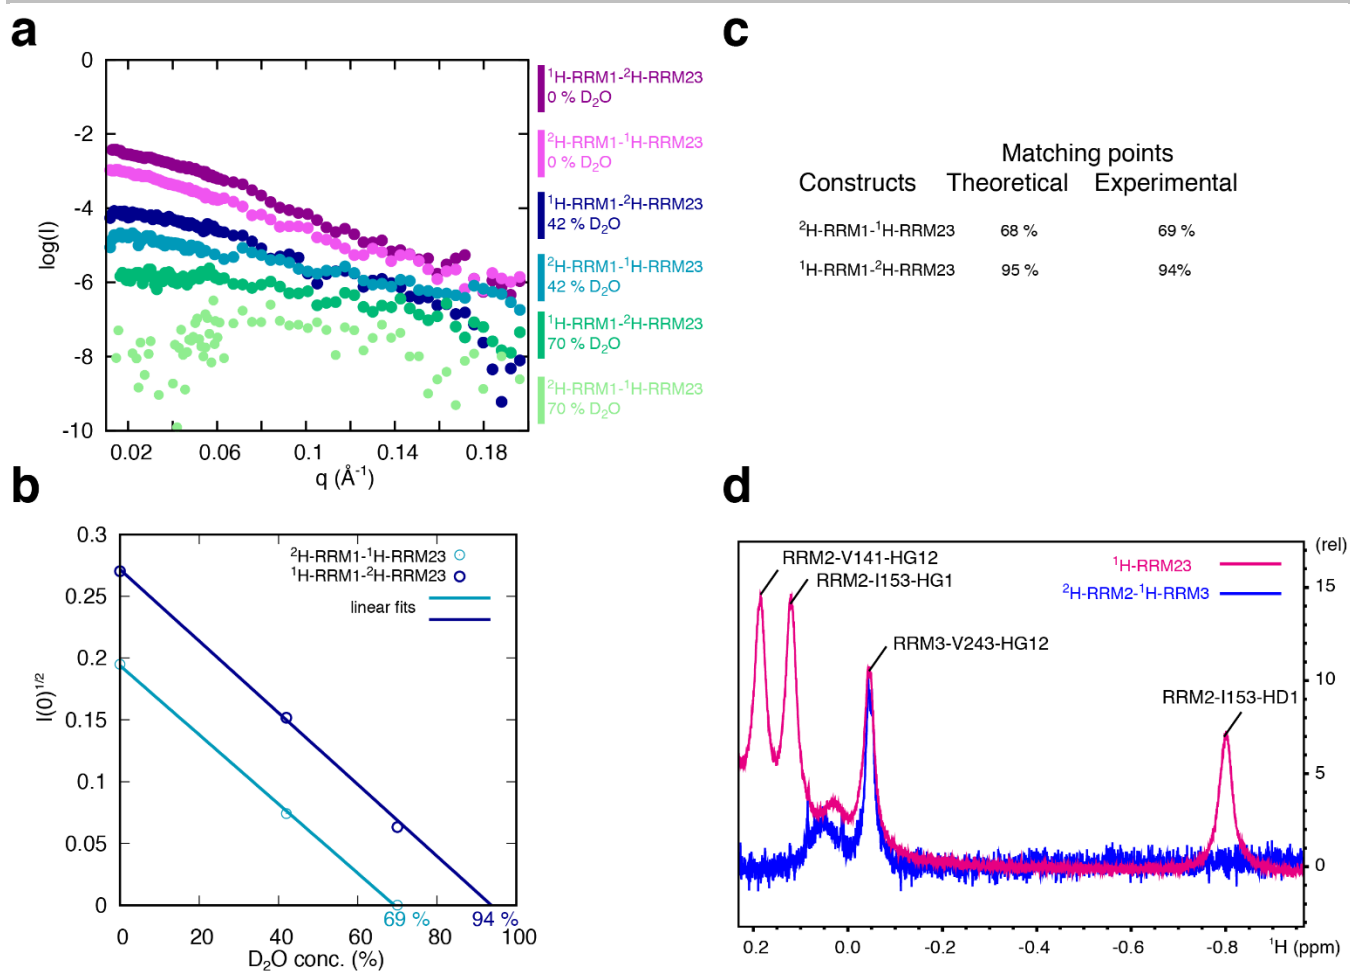 a
0
-2
-4
-6
-8
-10
log(I)
0.02 0.06 0.1 0.14 0.18
q (Å⁻¹)
¹H-RRM1-²H-RRM23
0 % D₂O
²H-RRM1-¹H-RRM23
0 % D₂O
¹H-RRM1-²H-RRM23
42 % D₂O
²H-RRM1-¹H-RRM23
42 % D₂O
¹H-RRM1-²H-RRM23
70 % D₂O
²H-RRM1-¹H-RRM23
70 % D₂O
c
Matching points
Constructs Theoretical Experimental
²H-RRM1-¹H-RRM23 68 % 69 %
¹H-RRM1-²H-RRM23 95 % 94%
b
0.3
0.25
0.2
0.15
0.1
0.05
0
I(0)^1/2
²H-RRM1-¹H-RRM23
¹H-RRM1-²H-RRM23
linear fits
69 % 94 %
0 20 40 60 80 100
D₂O conc. (%)
d
(rel)
RRM2-V141-HG12
RRM2-I153-HG1
RRM3-V243-HG12
RRM2-I153-HD1
¹H-RRM23
²H-RRM2-¹H-RRM3
15
10
5
0
0.2 0.0 -0.2 -0.4 -0.6 -0.8 ¹H (ppm)